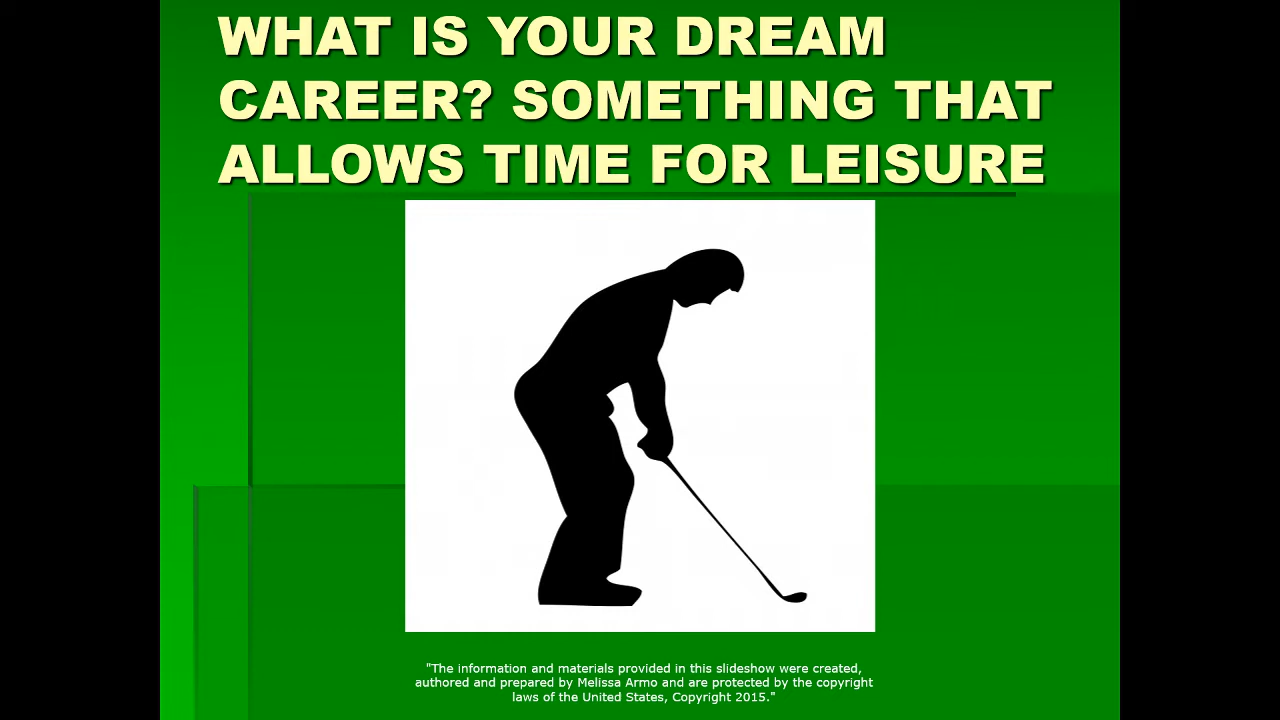 WHAT IS YOUR DREAM
CAREER? SOMETHING THAT
ALLOWS TIME FOR LEISURE
"The information and materials provided in this slideshow were created,
authored and prepared by Melissa Armo and are protected by the copyright
laws of the United States, Copyright 2015."